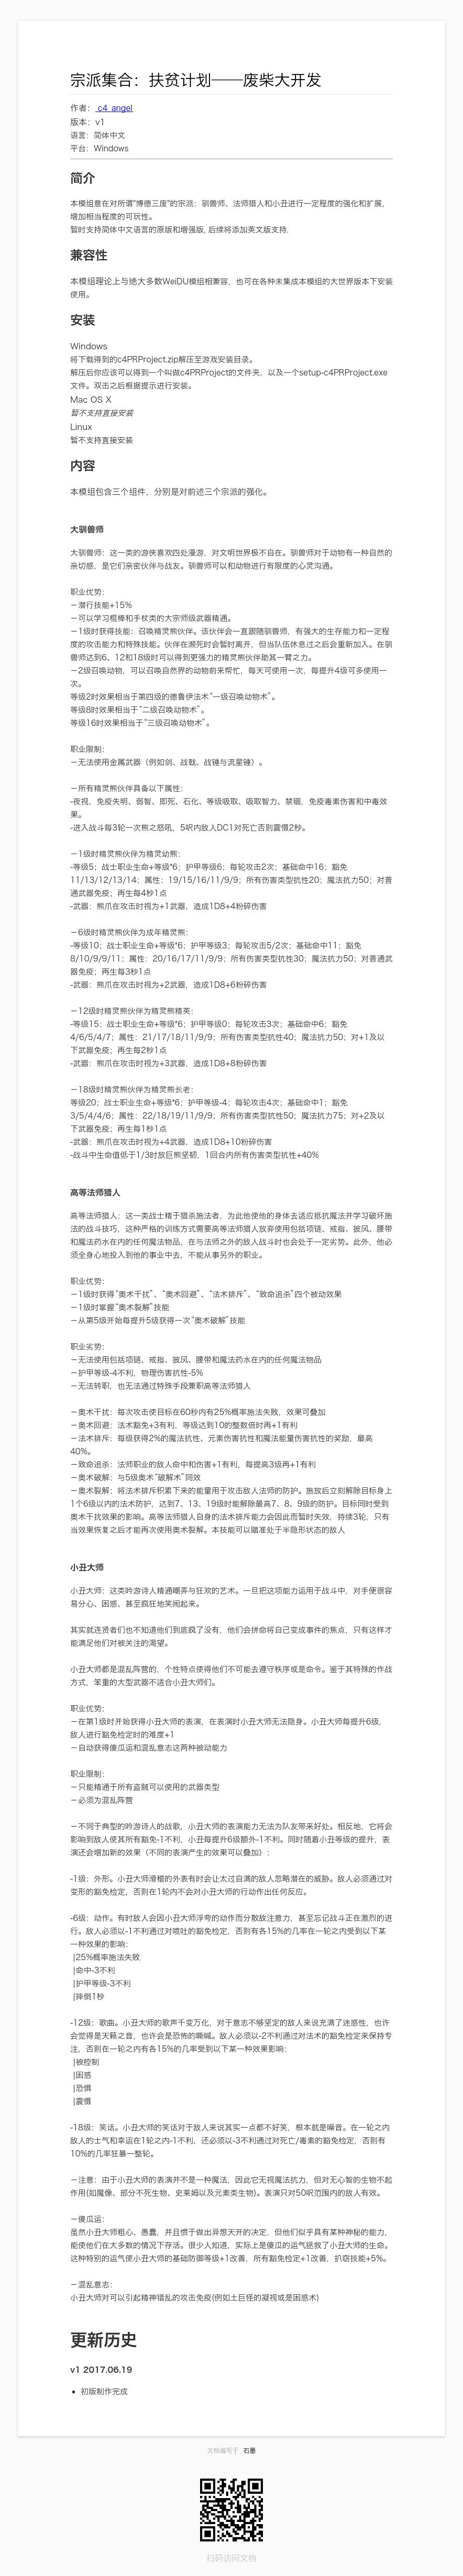 宗派集合：扶贫计划——废柴大开发
作者：c4_angel
版本：v1
语言：简体中文
平台：Windows
简介
本模组意在对所谓“博德三废”的宗派：驯兽师、法师猎人和小丑进行一定程度的强化和扩展，
增加相当程度的可玩性。
暂时支持简体中文语言的原版和增强版, 后续将添加英文版支持.
兼容性
本模组理论上与绝大多数WeiDU模组相兼容，也可在各种未集成本模组的大世界版本下安装
使用。
安装
Windows
将下载得到的c4PRProject.zip解压至游戏安装目录。
解压后你应该可以得到一个叫做c4PRProject的文件夹，以及一个setup-c4PRProject.exe
文件。双击之后根据提示进行安装。
Mac OS X
暂不支持直接安装
Linux
暂不支持直接安装
内容
本模组包含三个组件，分别是对前述三个宗派的强化。
大驯兽师
大驯兽师：这一类的游侠喜欢四处漫游，对文明世界极不自在。驯兽师对于动物有一种自然的
亲切感，是它们亲密伙伴与战友。驯兽师可以和动物进行有限度的心灵沟通。
职业优势：
－潜行技能+15%
－可以学习棍棒和手杖类的大宗师级武器精通。
－1级时获得技能：召唤精灵熊伙伴。该伙伴会一直跟随驯兽师，有强大的生存能力和一定程
度的攻击能力和特殊技能。伙伴在濒死时会暂时离开，但当队伍休息过之后会重新加入。在驯
兽师达到6、12和18级时可以得到更强力的精灵熊伙伴助其一臂之力。
－2级召唤动物，可以召唤自然界的动物前来帮忙，每天可使用一次，每提升4级可多使用一
次。
等级2时效果相当于第四级的德鲁伊法术“一级召唤动物术”。
等级8时效果相当于“二级召唤动物术”。
等级16时效果相当于“三级召唤动物术”。
职业限制：
－无法使用金属武器（例如剑、战戟、战锤与流星锤）。
－所有精灵熊伙伴具备以下属性：
-夜视，免疫失明、弱智、即死、石化、等级吸取、吸取智力、禁锢，免疫毒素伤害和中毒效
果。
-进入战斗每3轮一次熊之怒吼，5呎内敌人DC1对死亡否则震慑2秒。
－1级时精灵熊伙伴为精灵幼熊：
-等级5；战士职业生命+等级*6；护甲等级6；每轮攻击2次；基础命中16；豁免
11/13/12/13/14；属性：19/15/16/11/9/9；所有伤害类型抗性20；魔法抗力50；对普
通武器免疫；再生每4秒1点
-武器：熊爪在攻击时视为+1武器，造成1D8+4粉碎伤害
－6级时精灵熊伙伴为成年精灵熊：
-等级10；战士职业生命+等级*6；护甲等级3；每轮攻击5/2次；基础命中11；豁免
8/10/9/9/11；属性：20/16/17/11/9/9；所有伤害类型抗性30；魔法抗力50；对普通武
器免疫；再生每3秒1点
-武器：熊爪在攻击时视为+2武器，造成1D8+6粉碎伤害
－12级时精灵熊伙伴为精灵熊精英：
-等级15；战士职业生命+等级*6；护甲等级0；每轮攻击3次；基础命中6；豁免
4/6/5/4/7；属性：21/17/18/11/9/9；所有伤害类型抗性40；魔法抗力50；对+1及以
下武器免疫；再生每2秒1点
-武器：熊爪在攻击时视为+3武器，造成1D8+8粉碎伤害
－18级时精灵熊伙伴为精灵熊长老：
等级20；战士职业生命+等级*6；护甲等级-4；每轮攻击4次；基础命中1；豁免
3/5/4/4/6；属性：22/18/19/11/9/9；所有伤害类型抗性50；魔法抗力75；对+2及以
下武器免疫；再生每1秒1点
-武器：熊爪在攻击时视为+4武器，造成1D8+10粉碎伤害
-战斗中生命值低于1/3时放巨熊坚韧，1回合内所有伤害类型抗性+40%
高等法师猎人
高等法师猎人：这一类战士精于猎杀施法者，为此他使他的身体去适应抵抗魔法并学习破坏施
法的战斗技巧，这种严格的训练方式需要高等法师猎人放弃使用包括项链、戒指、披风、腰带
和魔法药水在内的任何魔法物品，在与法师之外的敌人战斗时也会处于一定劣势。此外，他必
须全身心地投入到他的事业中去，不能从事另外的职业。
职业优势：
－1级时获得“奥术干扰”、“奥术回避”、“法术排斥”、“致命追杀”四个被动效果
－1级时掌握“奥术裂解”技能
－从第5级开始每提升5级获得一次“奥术破解”技能
职业劣势：
－无法使用包括项链、戒指、披风、腰带和魔法药水在内的任何魔法物品
－护甲等级-4不利，物理伤害抗性-5%
－无法转职，也无法通过特殊手段兼职高等法师猎人
－奥术干扰：每次攻击使目标在60秒内有25%概率施法失败，效果可叠加
－奥术回避：法术豁免+3有利，等级达到10的整数倍时再+1有利
－法术排斥：每级获得2%的魔法抗性、元素伤害抗性和魔法能量伤害抗性的奖励，最高
40%。
－致命追杀：法师职业的敌人命中和伤害+1有利，每提高3级再+1有利
－奥术破解：与5级奥术“破解术”同效
－奥术裂解：将法术排斥积累下来的能量用于攻击敌人法师的防护。施放后立刻解除目标身上
1个6级以内的法术防护，达到7、13、19级时能解除最高7、8、9级的防护。目标同时受到
奥术干扰效果的影响。高等法师猎人自身的法术排斥能力会因此而暂时失效，持续3轮，只有
当效果恢复之后才能再次使用奥术裂解。本技能可以瞄准处于半隐形状态的敌人
小丑大师
小丑大师：这类吟游诗人精通嘲弄与狂欢的艺术。一旦把这项能力运用于战斗中，对手便很容
易分心、困惑、甚至疯狂地笑闹起来。
其实就连贤者们也不知道他们到底疯了没有，他们会拼命将自己变成事件的焦点，只有这样才
能满足他们对被关注的渴望。
小丑大师都是混乱阵营的，个性特点使得他们不可能去遵守秩序或是命令。鉴于其特殊的作战
方式，笨重的大型武器不适合小丑大师们。
职业优势：
－在第1级时开始获得小丑大师的表演，在表演时小丑大师无法隐身。小丑大师每提升6级，
敌人进行豁免检定时的难度+1
－自动获得傻瓜运和混乱意志这两种被动能力
职业限制：
－只能精通于所有盗贼可以使用的武器类型
－必须为混乱阵营
－不同于典型的吟游诗人的战歌，小丑大师的表演能力无法为队友带来好处。相反地，它将会
影响到敌人使其所有豁免-1不利，小丑每提升6级额外-1不利。同时随着小丑等级的提升，表
演还会增加新的效果（不同的表演产生的效果可以叠加）：
-1级：外形。小丑大师滑稽的外表有时会让太过自满的敌人忽略潜在的威胁。敌人必须通过对
变形的豁免检定，否则在1轮内不会对小丑大师的行动作出任何反应。
-6级：动作。有时敌人会因小丑大师浮夸的动作而分散敌注意力，甚至忘记战斗正在激烈的进
行。敌人必须以-1不利通过对喷吐的豁免检定，否则有各15%的几率在一轮之内受到以下某
一种效果的影响：
|25%概率施法失败
|命中-3不利
|护甲等级-3不利
|摔倒1秒
-12级：歌曲。小丑大师的歌声千变万化，对于意志不够坚定的敌人来说充满了迷惑性，也许
会觉得是天籁之音，也许会是恐怖的嘶喊。敌人必须以-2不利通过对法术的豁免检定来保持专
注，否则在一轮之内有各15%的几率受到以下某一种效果影响：
|被控制
|困惑
|恐惧
|震慑
-18级：笑话。小丑大师的笑话对于敌人来说其实一点都不好笑，根本就是噪音。在一轮之内
敌人的士气和幸运在1轮之内-1不利，还必须以-3不利通过对死亡/毒素的豁免检定，否则有
10%的几率狂暴一整轮。
－注意：由于小丑大师的表演并不是一种魔法，因此它无视魔法抗力，但对无心智的生物不起
作用(如魔像、部分不死生物、史莱姆以及元素类生物)。表演只对50呎范围内的敌人有效。
－傻瓜运：
虽然小丑大师粗心、愚蠢，并且惯于做出异想天开的决定，但他们似乎具有某种神秘的能力，
能使他们在大多数的情况下存活。很少人知道，实际上是傻瓜的运气拯救了小丑大师的生命。
这种特别的运气使小丑大师的基础防御等级+1改善，所有豁免检定+1改善，扒窃技能+5%。
－混乱意志：
小丑大师对可以引起精神错乱的攻击免疫(例如土巨怪的凝视或是困惑术)
更新历史
v1 2017.06.19
初版制作完成
文档编写于 石墨
扫码访问文档